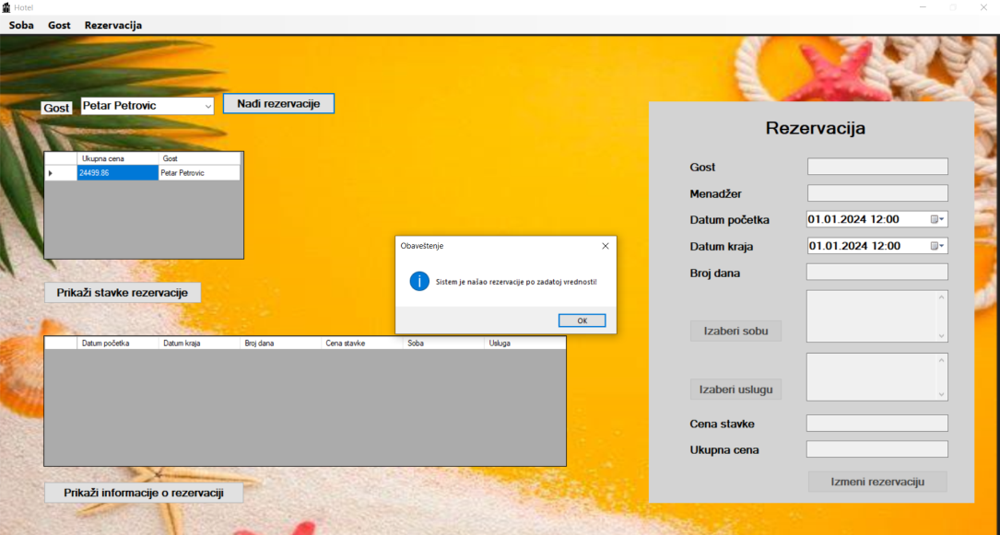 Hotel
Soba Gost Rezervacija
Gost Petar Petrovic Nađi rezervacije
Ukupna cena Gost
24499.86 Petar Petrovic
Prikaži stavke rezervacije
Datum početka Datum kraja Broj dana Cena stavke Soba Usluga
Prikaži informacije o rezervaciji
Obaveštenje
Sistem je našao rezervacije po zadatoj vrednosti!
OK
Rezervacija
Gost
Menadžer
Datum početka 01.01.2024 12:00
Datum kraja 01.01.2024 12:00
Broj dana
Izaberi sobu
Izaberi uslugu
Cena stavke
Ukupna cena
Izmeni rezervaciju